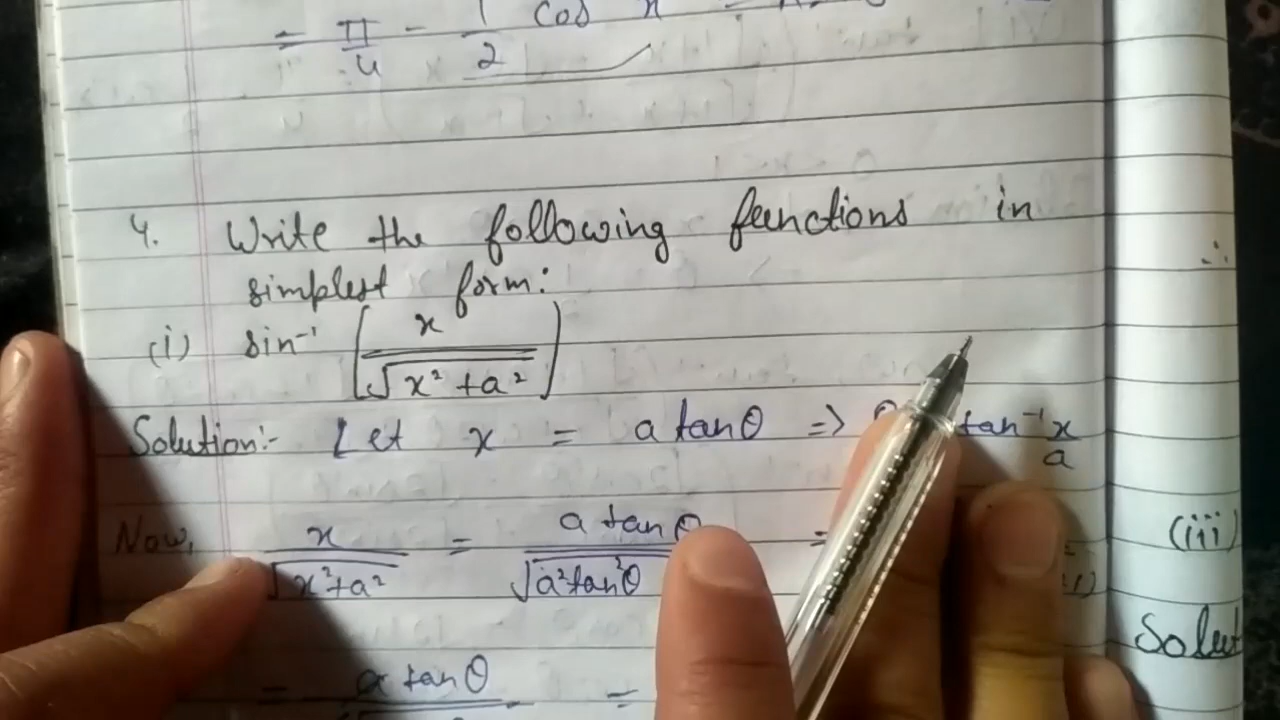 = π/4 - 1/2 cos x
4. Write the following functions in
simplest form:
(i) sin⁻¹ [x/√x²+a²]
Solution:- Let x = a tanθ => tan⁻¹ x/a
Now, x/√x²+a² = a tanθ/√a²tan²θ =
= a tanθ/√ =
(iii)
Solut